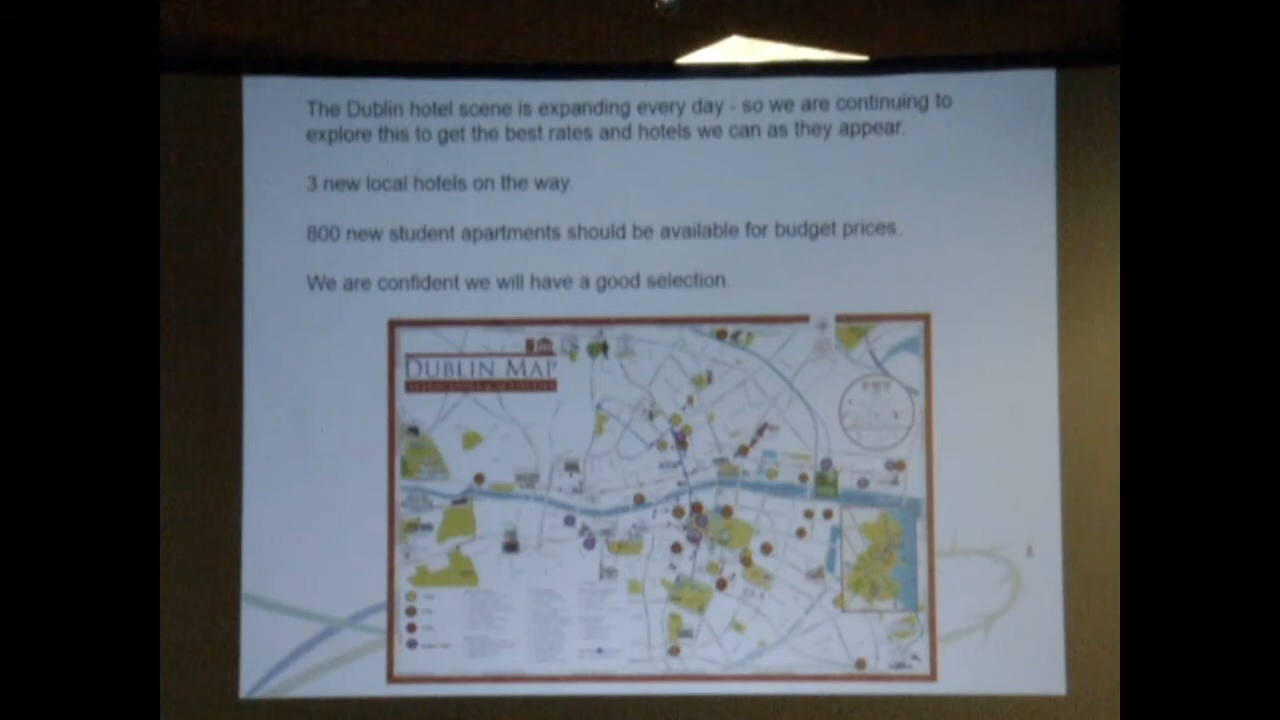 The Dublin hotel scene is expanding every day - so we are continuing to
explore this to get the best rates and hotels we can as they appear.
3 new local hotels on the way.
800 new student apartments should be available for budget prices.
We are confident we will have a good selection.
DUBLIN MAP